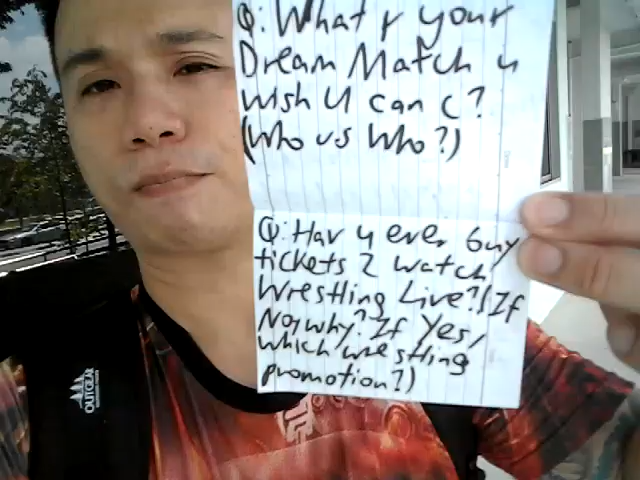 Q: What r your
Dream Match u
wish U can c?
(Who vs Who?)
Q: Hav u ever buy
tickets 2 watch
Wrestling Live? (If
No, why? If Yes,
which wrestling
promotion?)
OUTGEAR